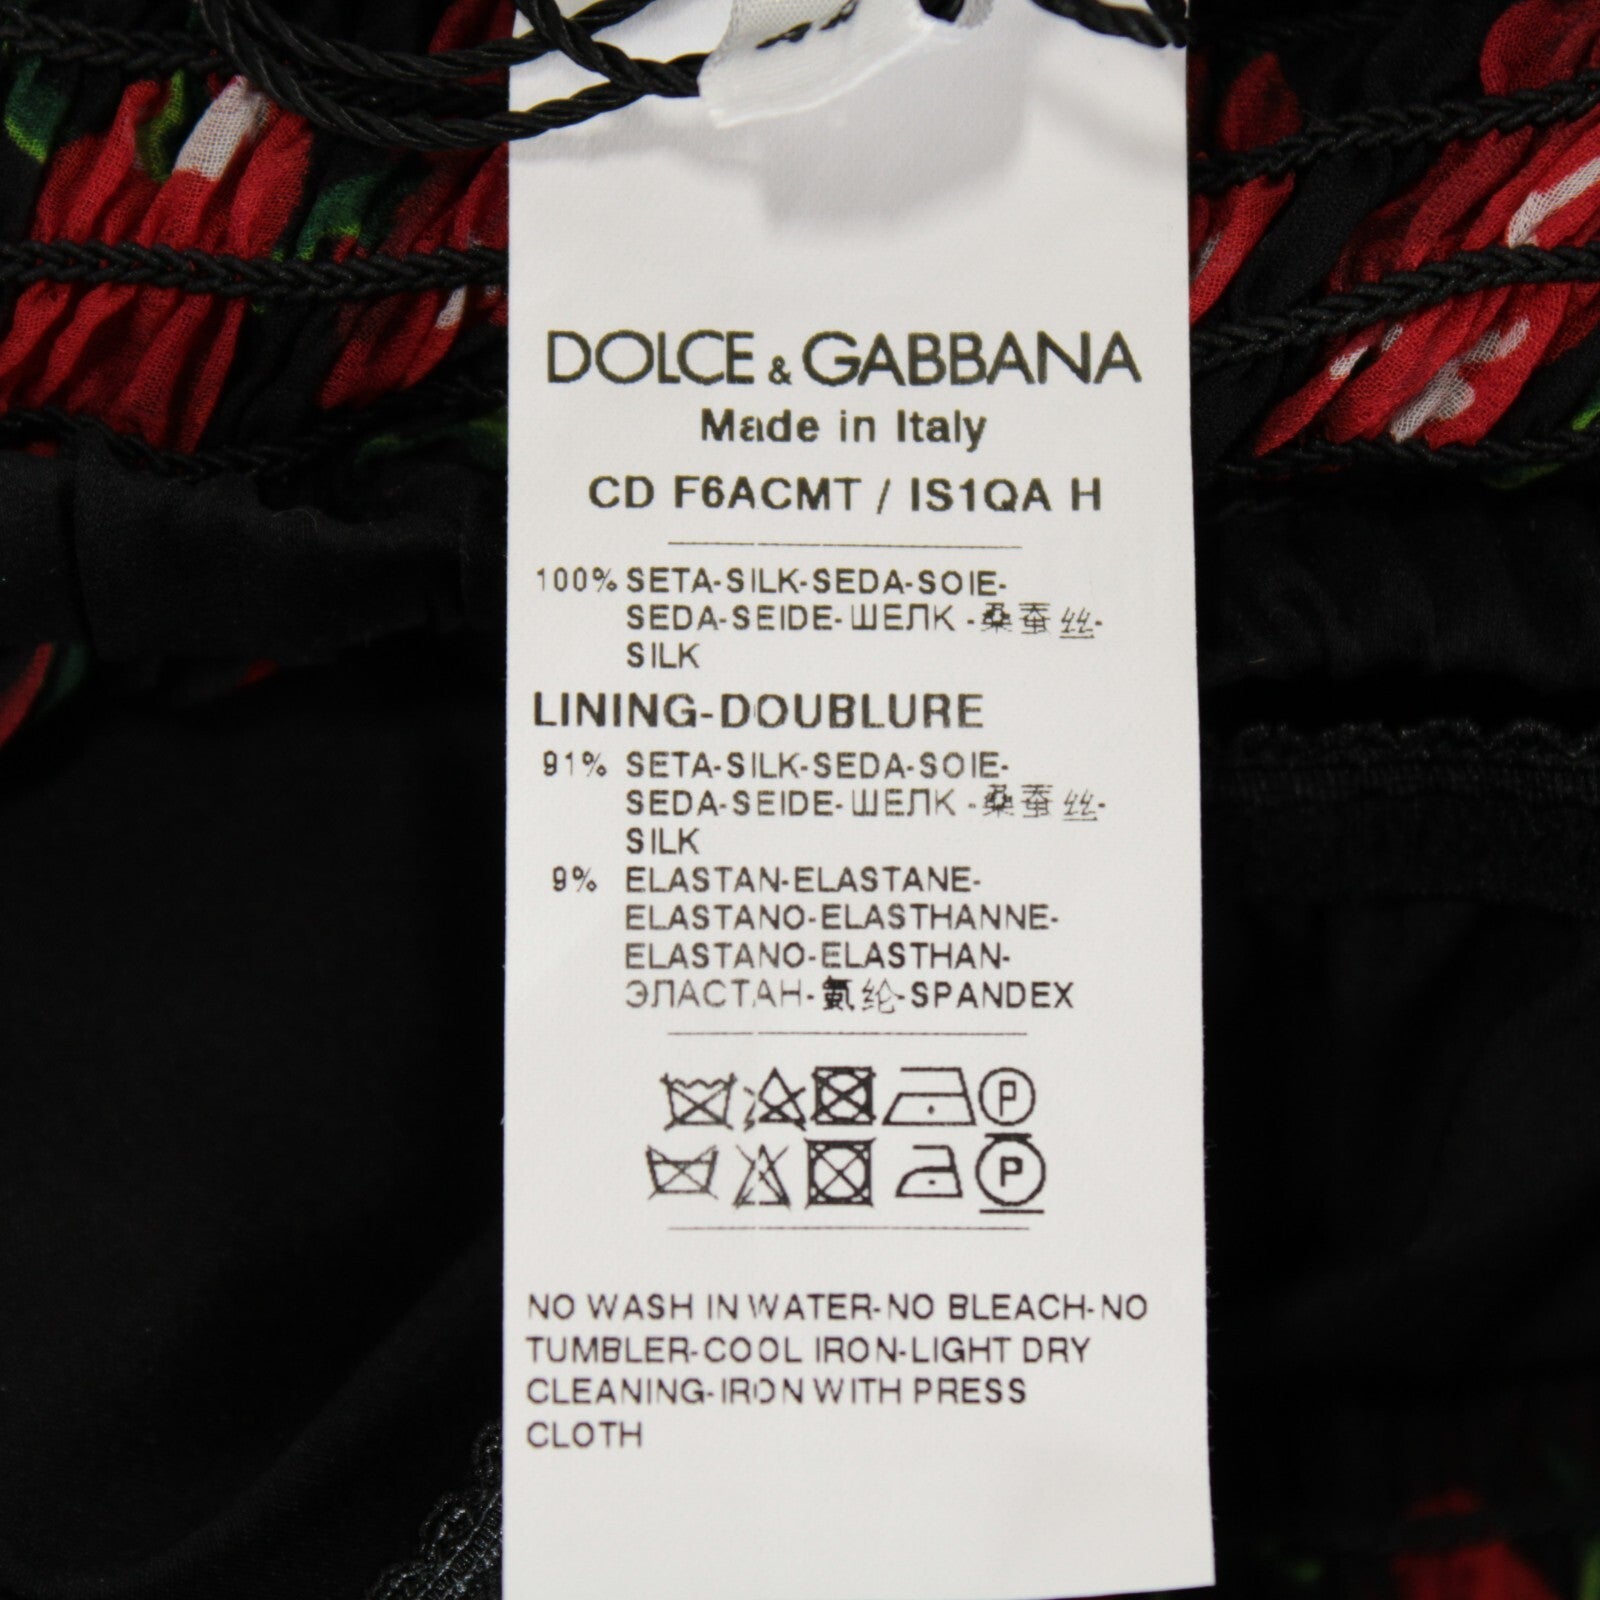 DOLCE & GABBANA
Made in Italy
CD F6ACMT / IS1QA H
100% SETA-SILK-SEDA-SOIE-
SEDA-SEIDE-ШЕЛК -桑蚕丝-
SILK
LINING-DOUBLURE
91% SETA-SILK-SEDA-SOIE-
SEDA-SEIDE-ШЕЛК -桑蚕丝-
SILK
9% ELASTAN-ELASTANE-
ELASTANO-ELASTHANNE-
ELASTANO-ELASTHAN-
ЭЛАСТАН-氨纶-SPANDEX
P
P
NO WASH IN WATER-NO BLEACH-NO
TUMBLER-COOL IRON-LIGHT DRY
CLEANING-IRON WITH PRESS
CLOTH